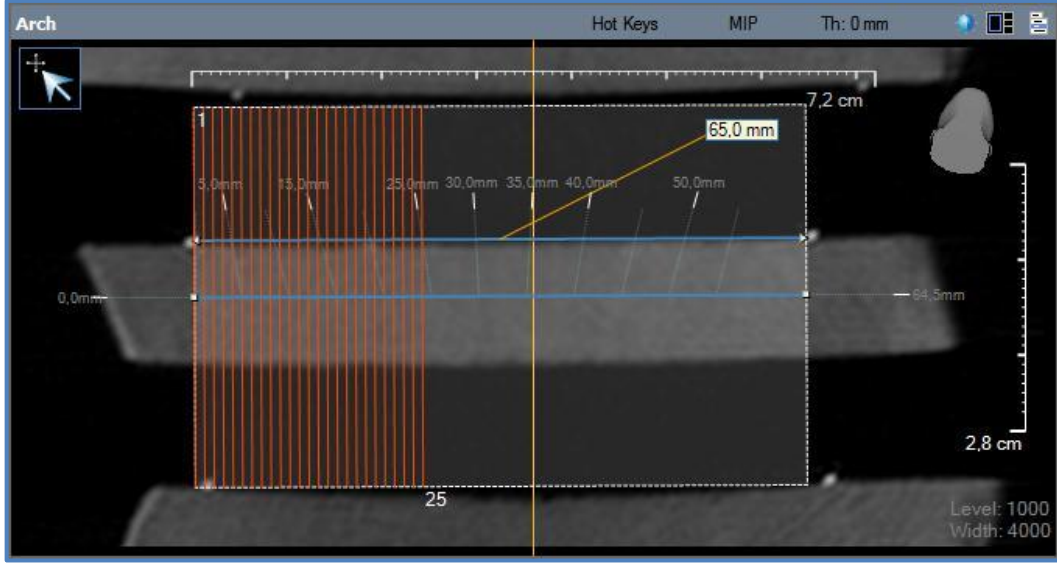 Arch Hot Keys MIP Th: 0 mm
7,2 cm
1
65,0 mm
5,0mm 15,0mm 25,0mm 30,0mm 35,0mm 40,0mm 50,0mm
0,0mm 64,5mm
2,8 cm
25
Level: 1000
Width: 4000